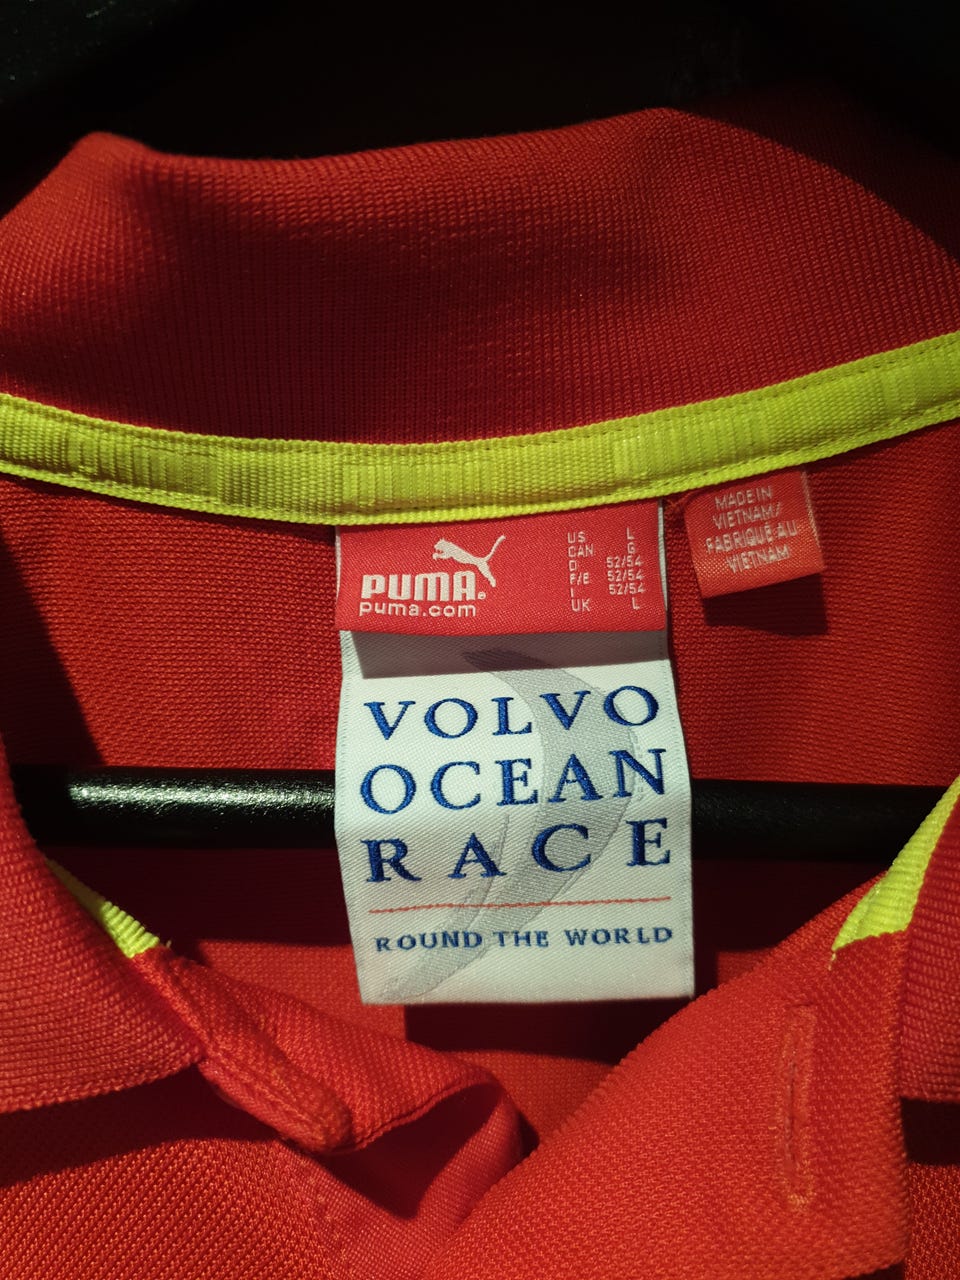 PUMA®
puma.com
US L
CAN G
D 52/54
F/E 52/54
I 52/54
UK L
MADE IN
VIETNAM/
FABRIQUÉ AU
VIETNAM
VOLVO
OCEAN
RACE
ROUND THE WORLD